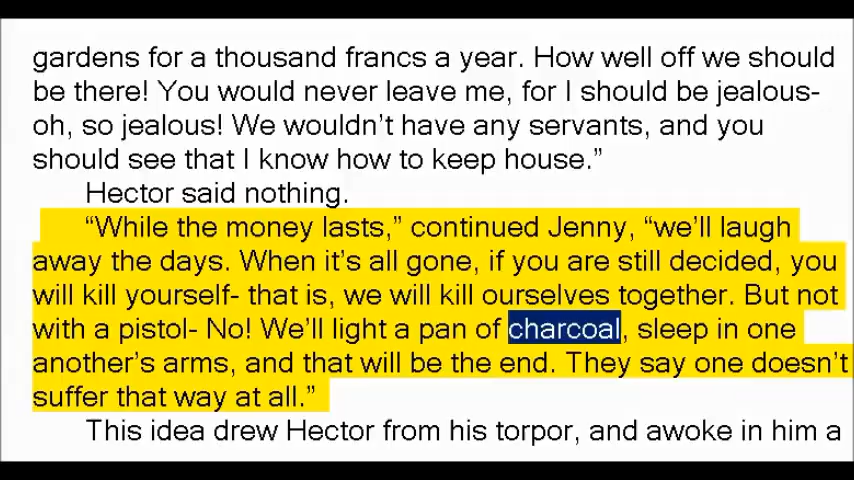 gardens for a thousand francs a year. How well off we should
be there! You would never leave me, for I should be jealous-
oh, so jealous! We wouldn't have any servants, and you
should see that I know how to keep house.”
Hector said nothing.
“While the money lasts,” continued Jenny, “we'll laugh
away the days. When it's all gone, if you are still decided, you
will kill yourself- that is, we will kill ourselves together. But not
with a pistol- No! We'll light a pan of charcoal, sleep in one
another's arms, and that will be the end. They say one doesn't
suffer that way at all.”
This idea drew Hector from his torpor, and awoke in him a